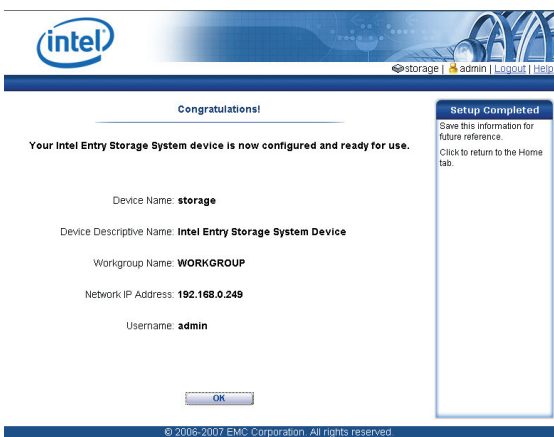 intel
storage | admin | Logout | Help
Congratulations!
Your Intel Entry Storage System device is now configured and ready for use.
Device Name: storage
Device Descriptive Name: Intel Entry Storage System Device
Workgroup Name: WORKGROUP
Network IP Address: 192.168.0.249
Username: admin
OK
Setup Completed
Save this information for
future reference.
Click to return to the Home
tab.
© 2006-2007 EMC Corporation. All rights reserved.